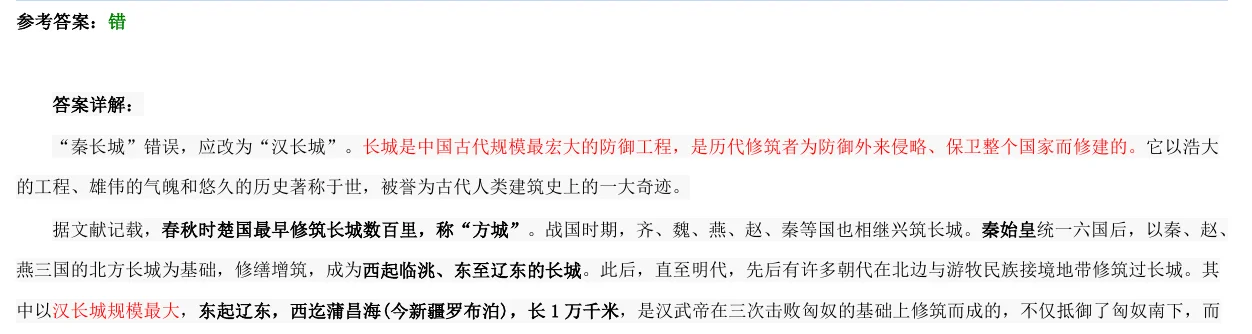 参考答案：错
答案详解：
“秦长城”错误，应改为“汉长城”。长城是中国古代规模最宏大的防御工程，是历代修筑者为防御外来侵略、保卫整个国家而修建的。它以浩大
的工程、雄伟的气魄和悠久的历史著称于世，被誉为古代人类建筑史上的一大奇迹。
据文献记载，春秋时楚国最早修筑长城数百里，称“方城”。战国时期，齐、魏、燕、赵、秦等国也相继兴筑长城。秦始皇统一六国后，以秦、赵、
燕三国的北方长城为基础，修缮增筑，成为西起临洮、东至辽东的长城。此后，直至明代，先后有许多朝代在北边与游牧民族接境地带修筑过长城。其
中以汉长城规模最大，东起辽东，西迄蒲昌海(今新疆罗布泊)，长 1 万千米，是汉武帝在三次击败匈奴的基础上修筑而成的，不仅抵御了匈奴南下，而